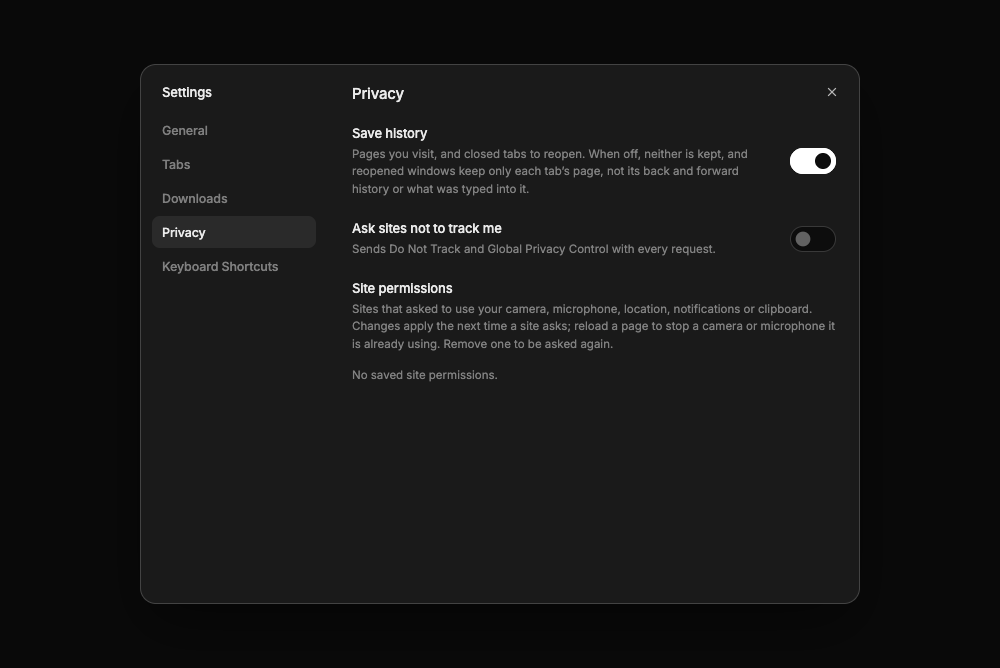 Settings
General
Tabs
Downloads
Privacy
Keyboard Shortcuts
Privacy
Save history
Pages you visit, and closed tabs to reopen. When off, neither is kept, and
reopened windows keep only each tab’s page, not its back and forward
history or what was typed into it.
Ask sites not to track me
Sends Do Not Track and Global Privacy Control with every request.
Site permissions
Sites that asked to use your camera, microphone, location, notifications or clipboard.
Changes apply the next time a site asks; reload a page to stop a camera or microphone it
is already using. Remove one to be asked again.
No saved site permissions.